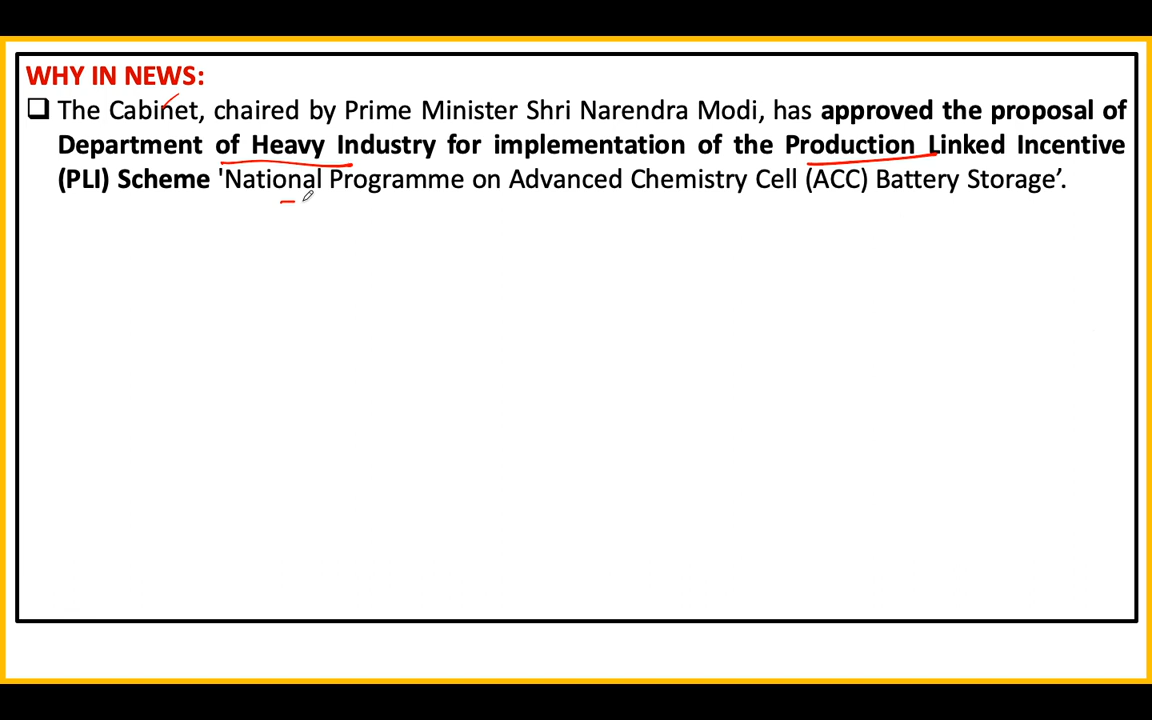 WHY IN NEWS:
❑ The Cabinet, chaired by Prime Minister Shri Narendra Modi, has approved the proposal of
Department of Heavy Industry for implementation of the Production Linked Incentive
(PLI) Scheme 'National Programme on Advanced Chemistry Cell (ACC) Battery Storage’.